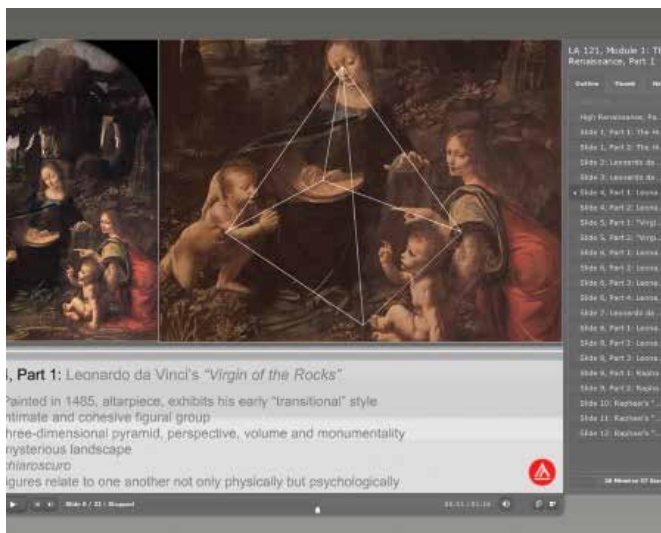 LA 121, Module 1: Th
Renaissance, Part 1
Outline Thumb
High Renaissance, Pa...
Slide 1, Part 1: The H...
Slide 1, Part 2: The H...
Slide 2: Leonardo da ...
Slide 3: Leonardo da ...
Slide 4, Part 1: Leona...
Slide 4, Part 2: Leona...
Slide 5, Part 1: "Virgi...
Slide 5, Part 2: "Virgi...
Slide 6, Part 1: Leona...
Slide 6, Part 2: Leona...
Slide 6, Part 3: Leona...
Slide 6, Part 4: Leona...
Slide 7: Leonardo da ...
Slide 8, Part 1: Leona...
Slide 8, Part 2: Leona...
Slide 8, Part 3: Leona...
Slide 9, Part 1: Rapha...
Slide 9, Part 2: Rapha...
Slide 10: Raphael's "...
Slide 11: Raphael's "...
Slide 12: Raphael's "...
, Part 1: Leonardo da Vinci's "Virgin of the Rocks"
Painted in 1485, altarpiece, exhibits his early "transitional" style
ntimate and cohesive figural group
hree-dimensional pyramid, perspective, volume and monumentality
mysterious landscape
chiaroscuro
igures relate to one another not only physically but psychologically
Stopped